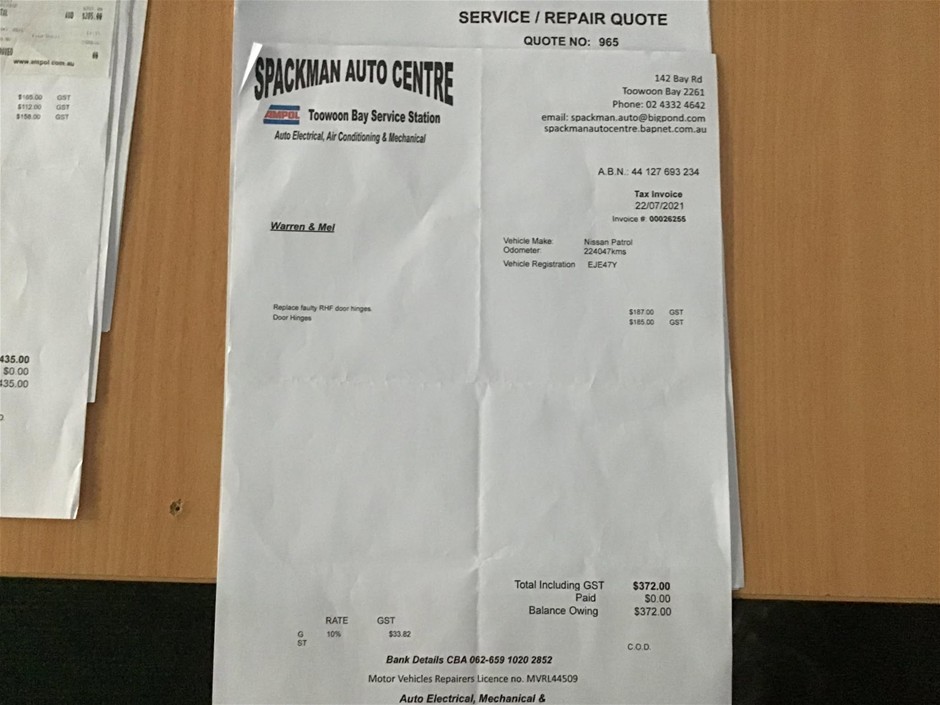 SERVICE / REPAIR QUOTE
QUOTE NO: 965
SPACKMAN AUTO CENTRE
AMPOL Toowoon Bay Service Station
Auto Electrical, Air Conditioning & Mechanical
142 Bay Rd
Toowoon Bay 2261
Phone: 02 4332 4642
email: spackman.auto@bigpond.com
spackmanautocentre.bapnet.com.au
A.B.N.: 44 127 693 234
Tax Invoice
22/07/2021
Invoice #: 00026255
Warren & Mel
Vehicle Make: Nissan Patrol
Odometer: 224047kms
Vehicle Registration EJE47Y
Replace faulty RHF door hinges. $187.00 GST
Door Hinges $185.00 GST
Total Including GST $372.00
Paid $0.00
Balance Owing $372.00
RATE GST
G 10% $33.82
ST
C.O.D.
Bank Details CBA 062-659 1020 2852
Motor Vehicles Repairers Licence no. MVRL44509
Auto Electrical, Mechanical &
www.ampol.com.au
GST
$112.00 GST
$158.00 GST
435.00
$0.00
435.00